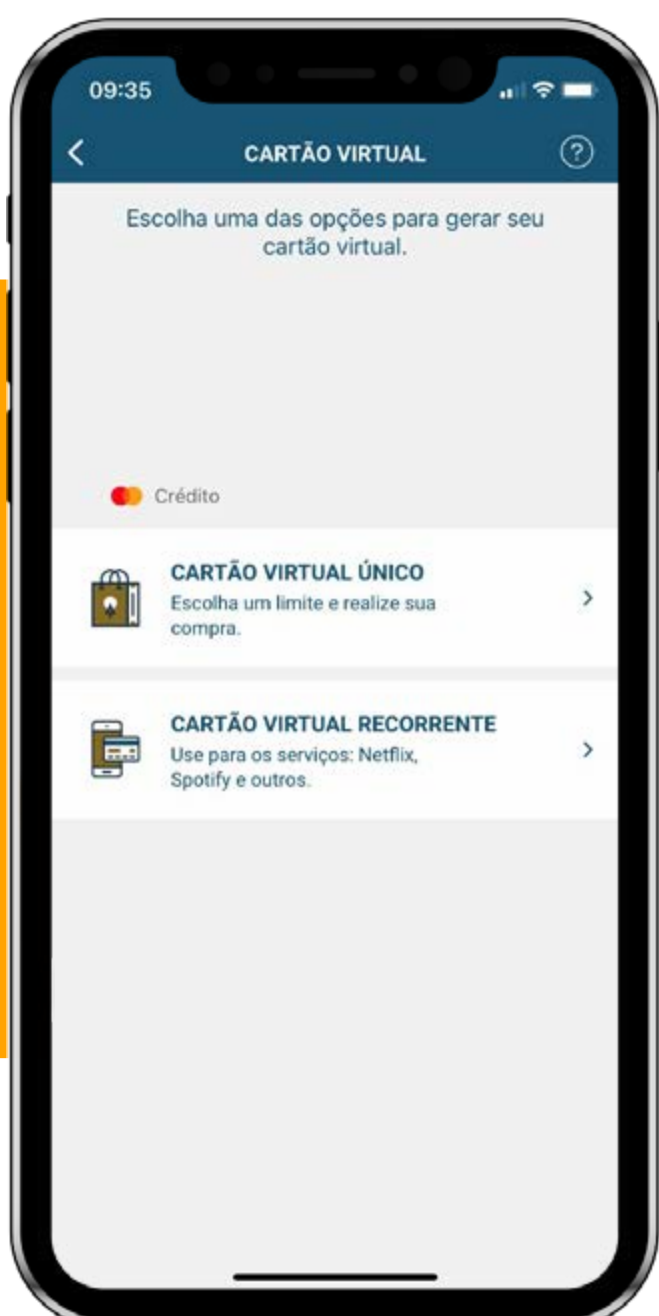 09:35
CARTÃO VIRTUAL
Escolha uma das opções para gerar seu
cartão virtual.
Crédito
CARTÃO VIRTUAL ÚNICO
Escolha um limite e realize sua
compra.
CARTÃO VIRTUAL RECORRENTE
Use para os serviços: Netflix,
Spotify e outros.